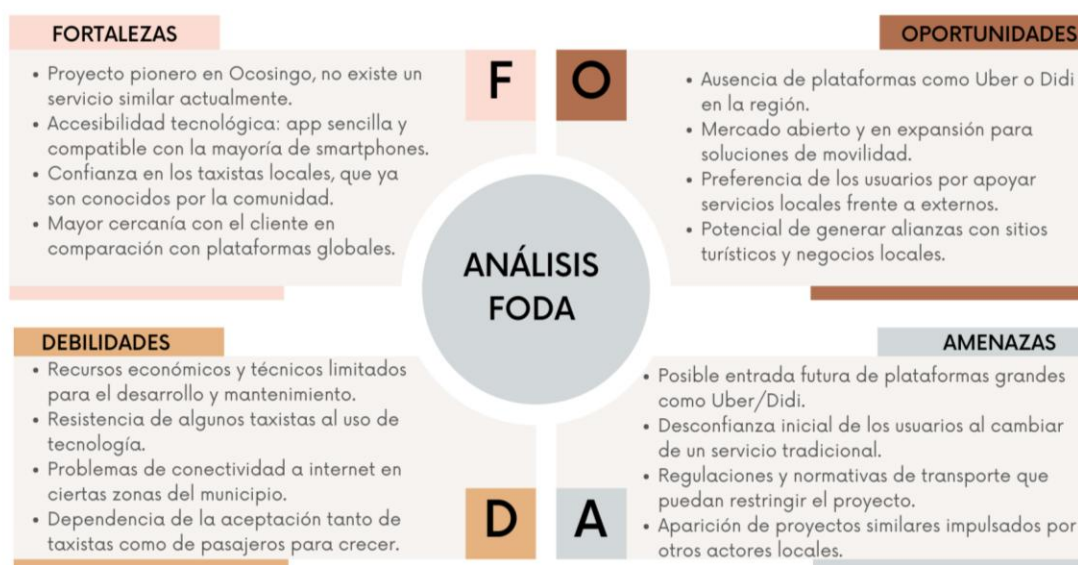 FORTALEZAS
• Proyecto pionero en Ocosingo, no existe un
servicio similar actualmente.
• Accesibilidad tecnológica: app sencilla y
compatible con la mayoría de smartphones.
• Confianza en los taxistas locales, que ya
son conocidos por la comunidad.
• Mayor cercanía con el cliente en
comparación con plataformas globales.
F
O
OPORTUNIDADES
• Ausencia de plataformas como Uber o Didi
en la región.
• Mercado abierto y en expansión para
soluciones de movilidad.
• Preferencia de los usuarios por apoyar
servicios locales frente a externos.
• Potencial de generar alianzas con sitios
turísticos y negocios locales.
ANÁLISIS
FODA
DEBILIDADES
• Recursos económicos y técnicos limitados
para el desarrollo y mantenimiento.
• Resistencia de algunos taxistas al uso de
tecnología.
• Problemas de conectividad a internet en
ciertas zonas del municipio.
• Dependencia de la aceptación tanto de
taxistas como de pasajeros para crecer.
D
A
AMENAZAS
• Posible entrada futura de plataformas grandes
como Uber/Didi.
• Desconfianza inicial de los usuarios al cambiar
de un servicio tradicional.
• Regulaciones y normativas de transporte que
puedan restringir el proyecto.
• Aparición de proyectos similares impulsados por
otros actores locales.